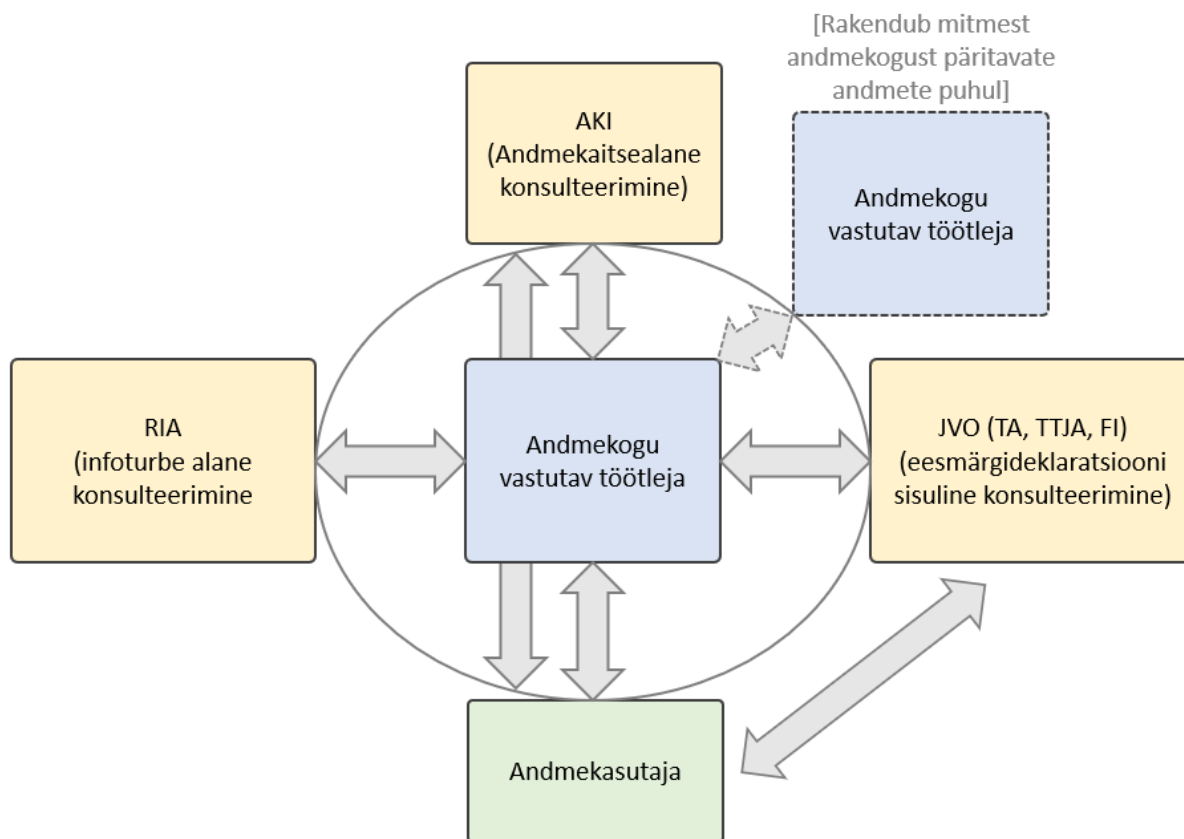 [Rakendub mitmest
andmekogust päritavate
andmete puhul]
AKI
(Andmekaitsealane
konsulteerimine)
Andmekogu
vastutav töötleja
RIA
(infoturbe alane
konsulteerimine
Andmekogu
vastutav töötleja
JVO (TA, TTJA, FI)
(eesmärgideklaratsiooni
sisuline konsulteerimine)
Andmekasutaja